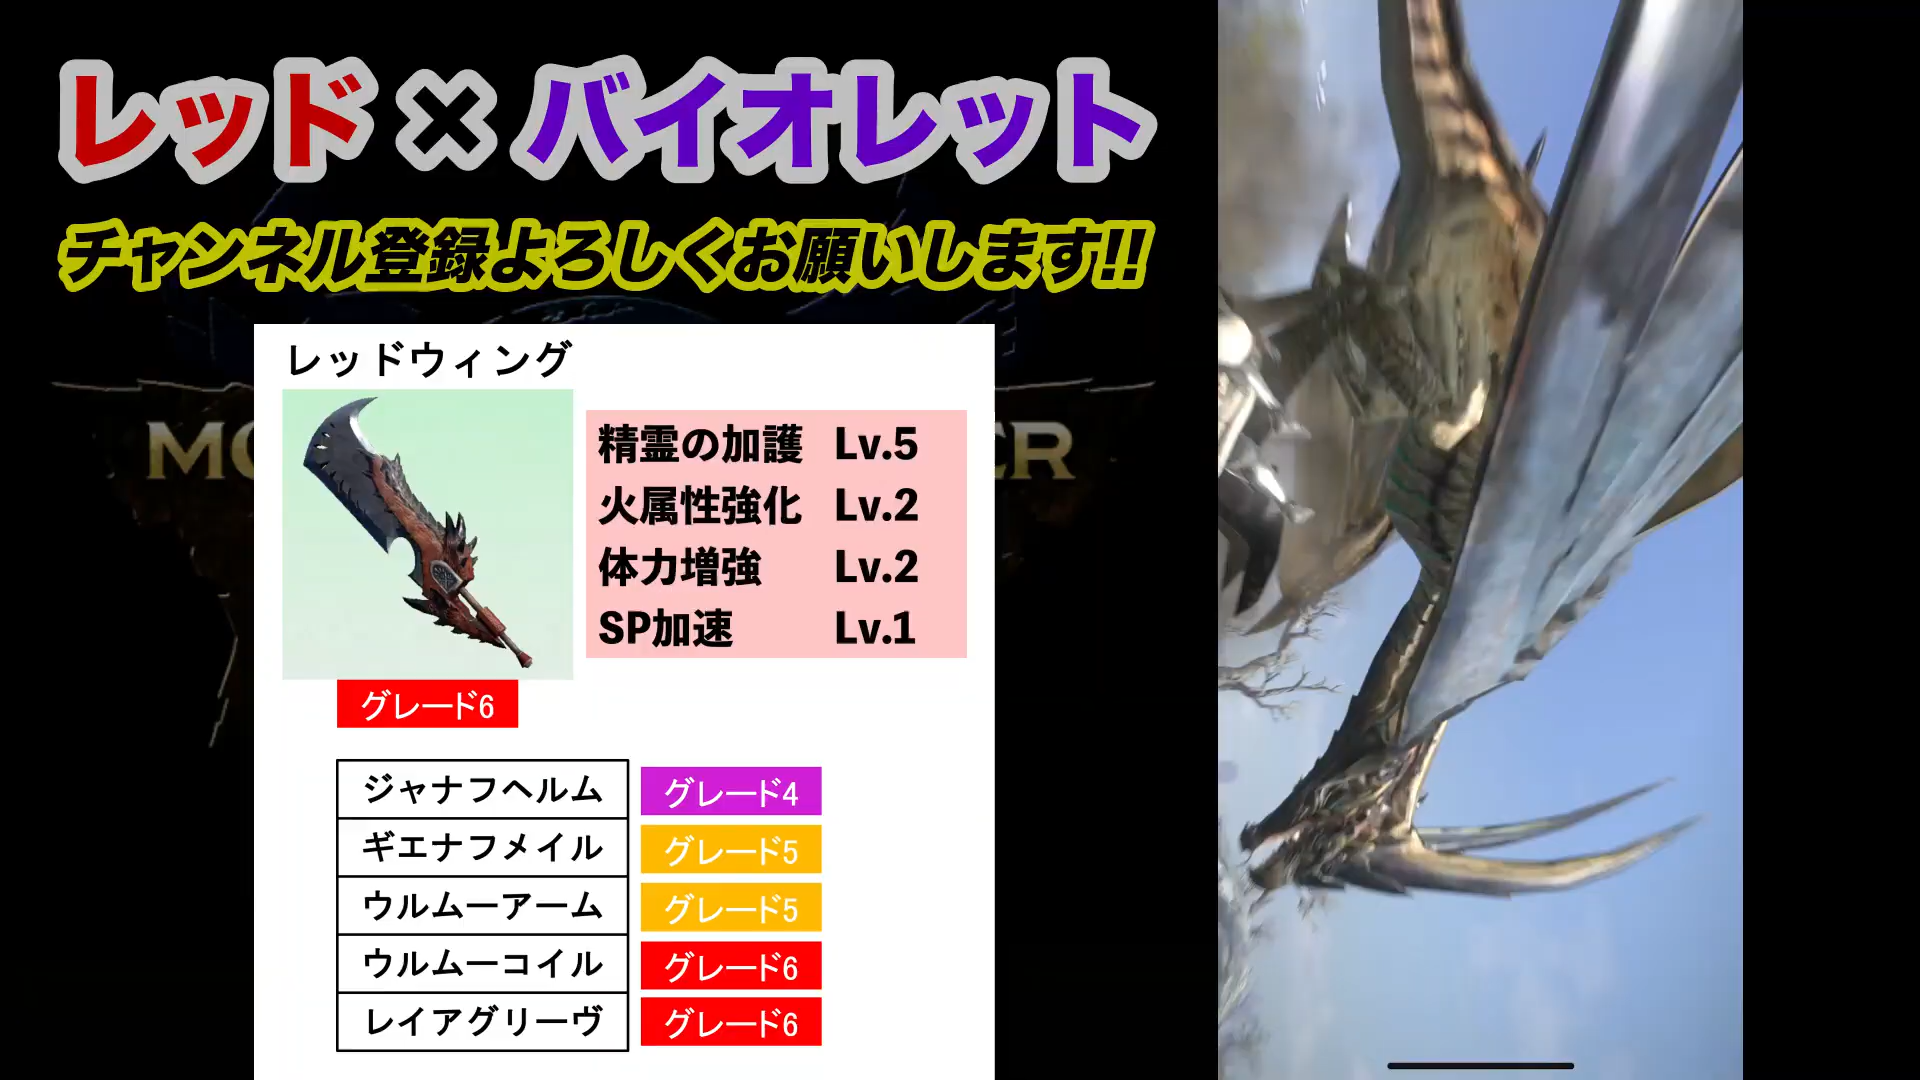 レッド×バイオレット
チャンネル登録よろしくお願いします!!
MO
ER
レッドウィング
精霊の加護 Lv.5
火属性強化 Lv.2
体力増強 Lv.2
SP加速 Lv.1
グレード6
ジャナフヘルム グレード4
ギエナフメイル グレード5
ウルムーアーム グレード5
ウルムーコイル グレード6
レイアグリーヴ グレード6